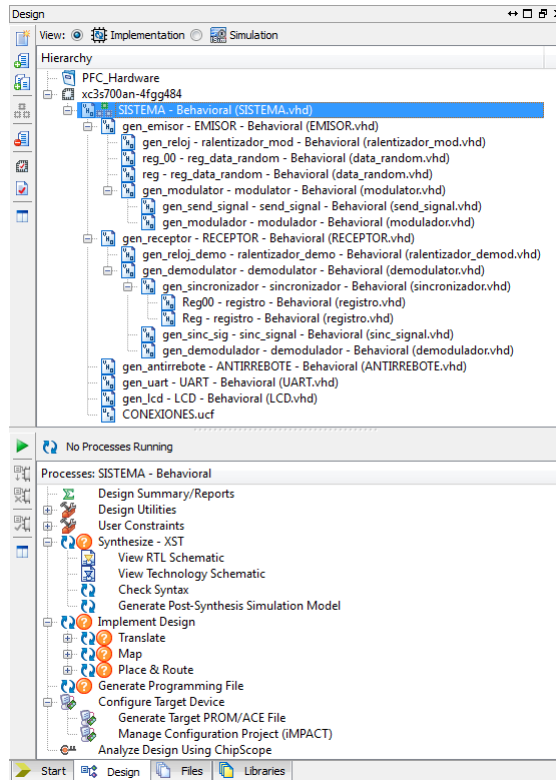 Design
View: Implementation Simulation
Hierarchy
PFC_Hardware
xc3s700an-4fgg484
SISTEMA - Behavioral (SISTEMA.vhd)
gen_emisor - EMISOR - Behavioral (EMISOR.vhd)
gen_reloj - ralentizador_mod - Behavioral (ralentizador_mod.vhd)
reg_00 - reg_data_random - Behavioral (data_random.vhd)
reg - reg_data_random - Behavioral (data_random.vhd)
gen_modulator - modulator - Behavioral (modulator.vhd)
gen_send_signal - send_signal - Behavioral (send_signal.vhd)
gen_modulador - modulador - Behavioral (modulador.vhd)
gen_receptor - RECEPTOR - Behavioral (RECEPTOR.vhd)
gen_reloj_demo - ralentizador_demo - Behavioral (ralentizador_demod.vhd)
gen_demodulator - demodulator - Behavioral (demodulator.vhd)
gen_sincronizador - sincronizador - Behavioral (sincronizador.vhd)
Reg00 - registro - Behavioral (registro.vhd)
Reg - registro - Behavioral (registro.vhd)
gen_sinc_sig - sinc_signal - Behavioral (sinc_signal.vhd)
gen_demodulador - demodulador - Behavioral (demodulador.vhd)
gen_antirrebote - ANTIRREBOTE - Behavioral (ANTIRREBOTE.vhd)
gen_uart - UART - Behavioral (UART.vhd)
gen_lcd - LCD - Behavioral (LCD.vhd)
CONEXIONES.ucf
No Processes Running
Processes: SISTEMA - Behavioral
Design Summary/Reports
Design Utilities
User Constraints
Synthesize - XST
View RTL Schematic
View Technology Schematic
Check Syntax
Generate Post-Synthesis Simulation Model
Implement Design
Translate
Map
Place & Route
Generate Programming File
Configure Target Device
Generate Target PROM/ACE File
Manage Configuration Project (iMPACT)
Analyze Design Using ChipScope
Start Design Files Libraries